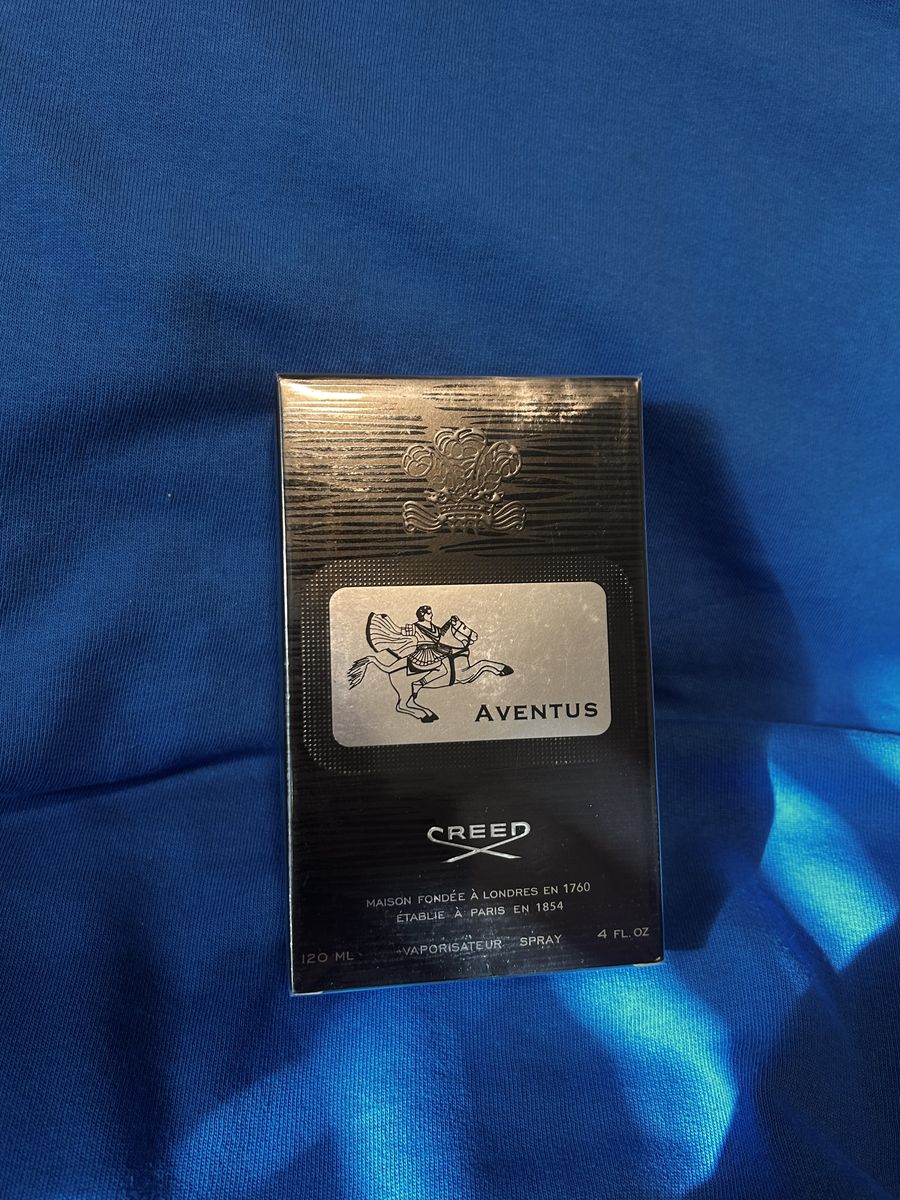 AVENTUS
CREED
MAISON FONDÉE À LONDRES EN 1760
ÉTABLIE À PARIS EN 1854
120 ML VAPORISATEUR SPRAY 4 FL. OZ